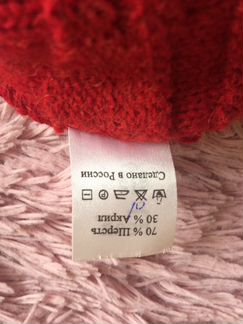 70 % Шерсть
30 % Акрил
Сделано в России